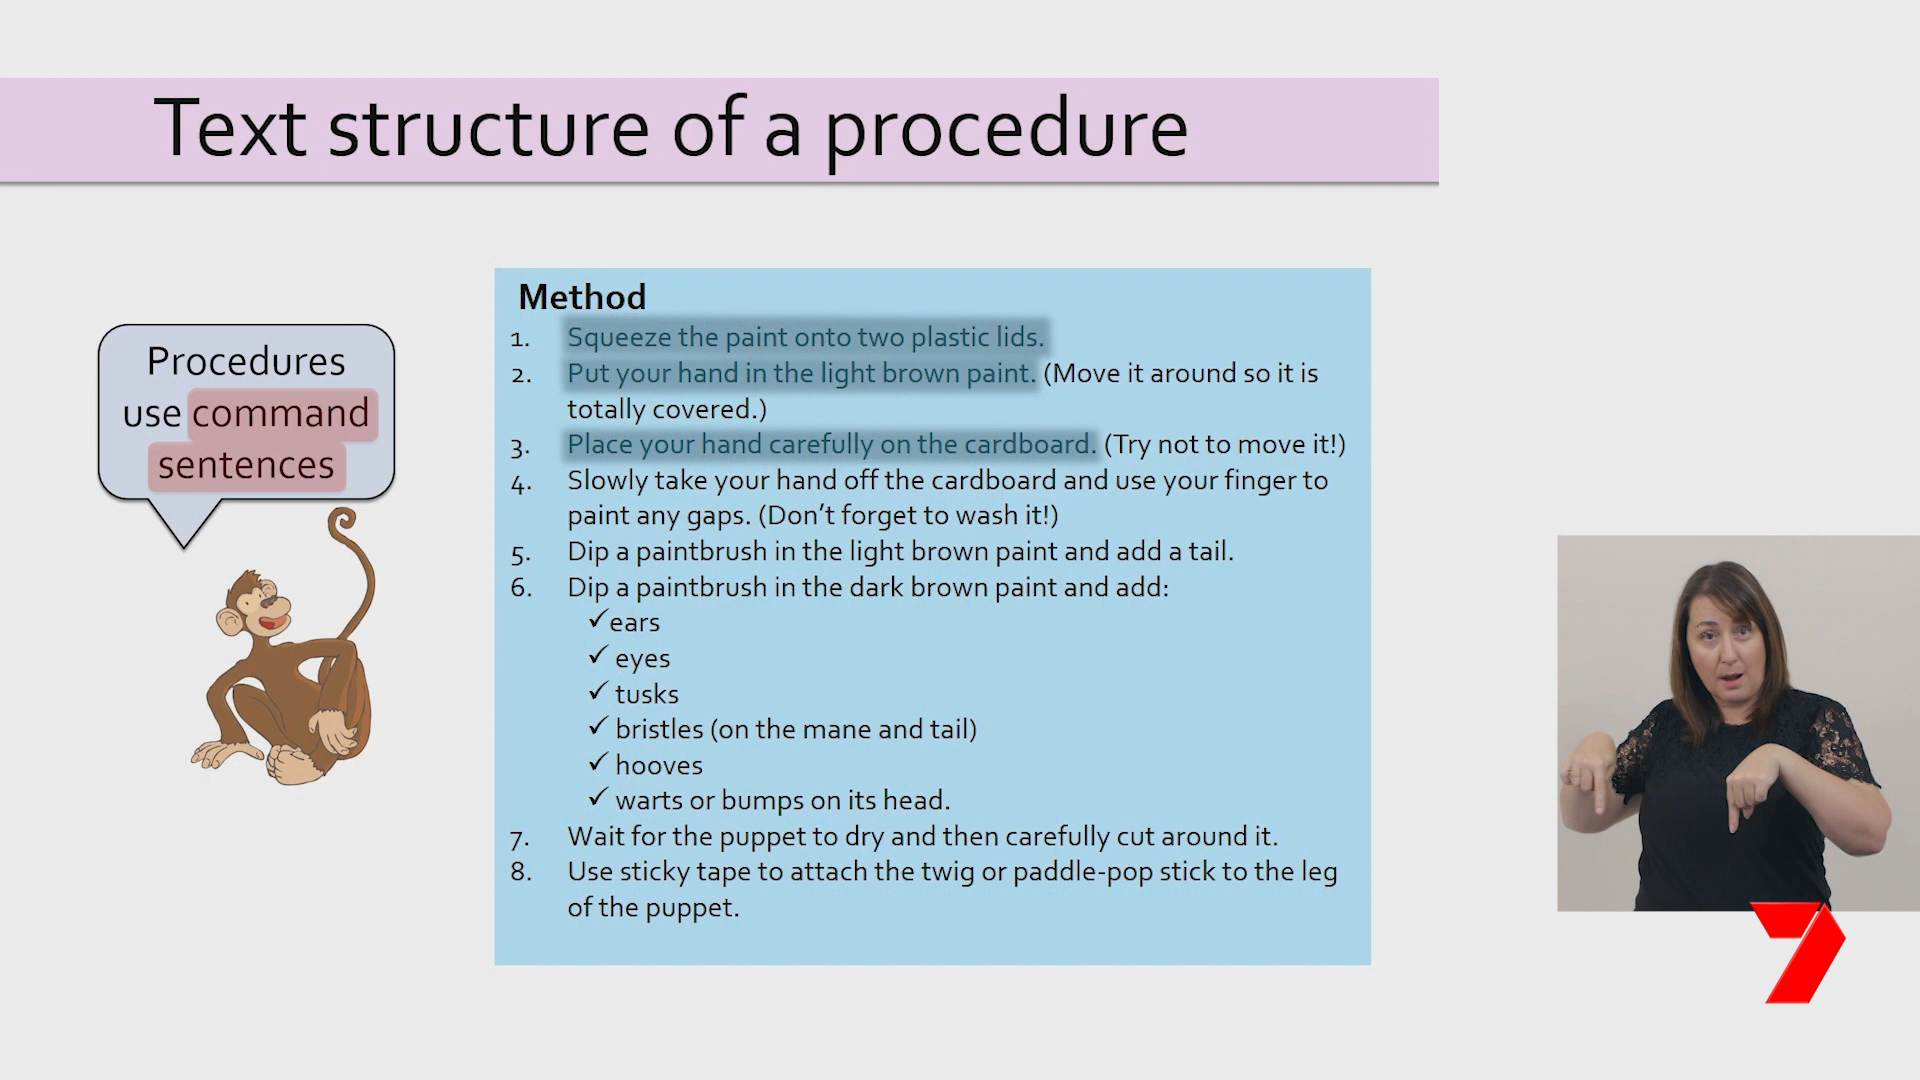 Text structure of a procedure
Procedures
use command
sentences
Method
1. Squeeze the paint onto two plastic lids.
2. Put your hand in the light brown paint. (Move it around so it is
totally covered.)
3. Place your hand carefully on the cardboard. (Try not to move it!)
4. Slowly take your hand off the cardboard and use your finger to
paint any gaps. (Don’t forget to wash it!)
5. Dip a paintbrush in the light brown paint and add a tail.
6. Dip a paintbrush in the dark brown paint and add:
✓ears
✓ eyes
✓ tusks
✓ bristles (on the mane and tail)
✓ hooves
✓ warts or bumps on its head.
7. Wait for the puppet to dry and then carefully cut around it.
8. Use sticky tape to attach the twig or paddle-pop stick to the leg
of the puppet.
7